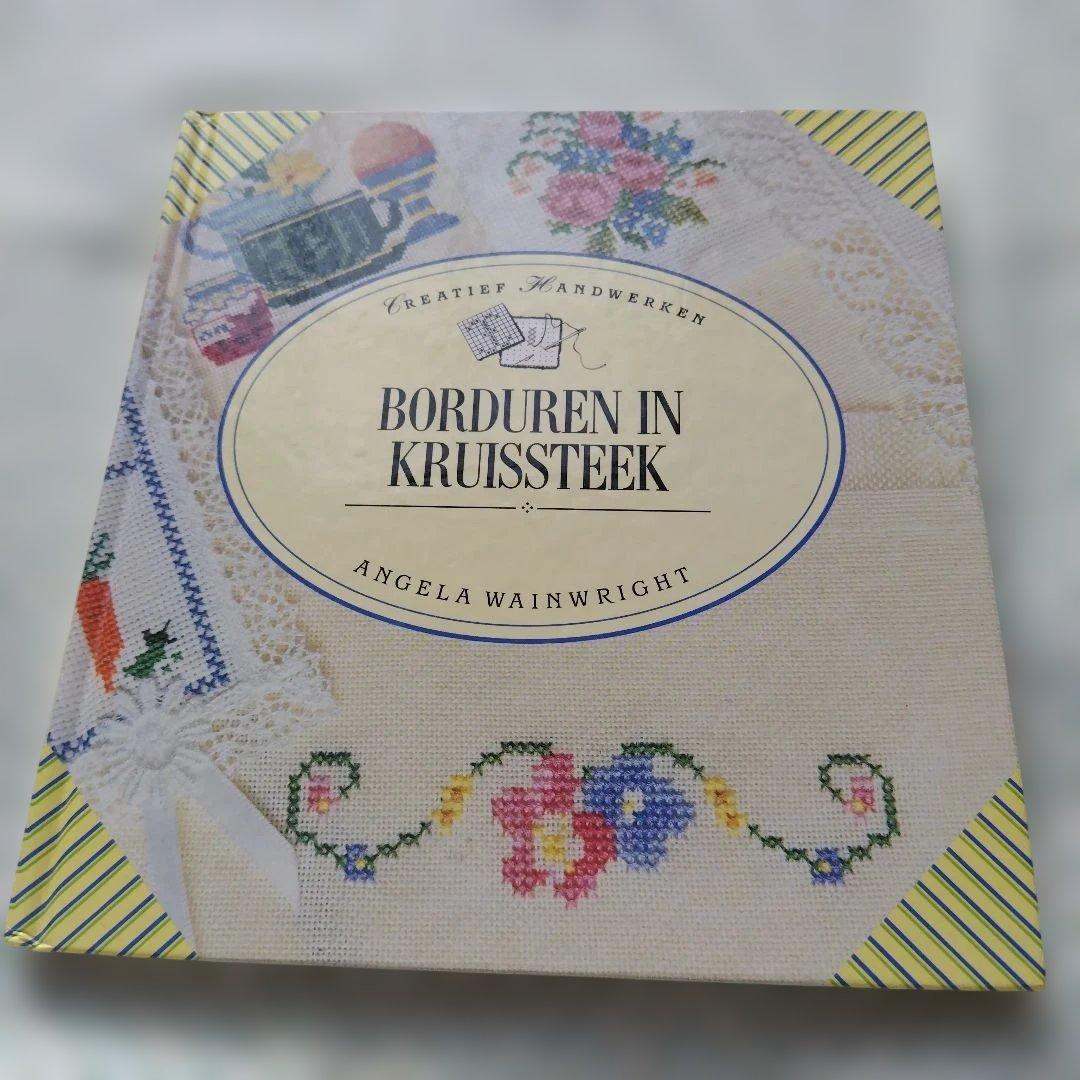 CREATIEF HANDWERKEN
BORDUREN IN
KRUISSTEEK
ANGELA WAINWRIGHT